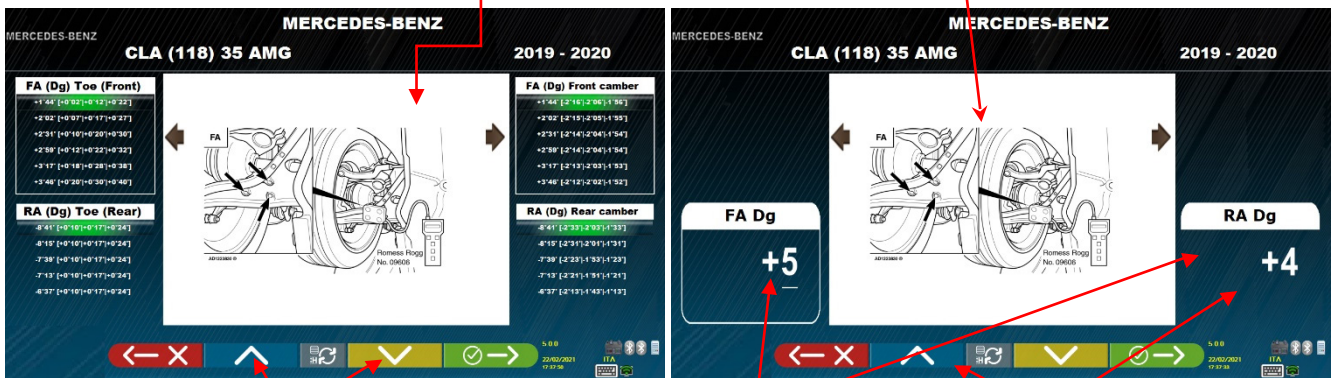 MERCEDES-BENZ
MERCEDES-BENZ
CLA (118) 35 AMG
2019 - 2020
FA (Dg) Toe (Front)
+1°44' [+0°02'|+0°12'|+0°22']
+2°02' [+0°07'|+0°17'|+0°27']
+2°31' [+0°10'|+0°20'|+0°30']
+2°59' [+0°12'|+0°22'|+0°32']
+3°17' [+0°18'|+0°28'|+0°38']
+3°46' [+0°20'|+0°30'|+0°40']
RA (Dg) Toe (Rear)
-8°41' [+0°10'|+0°17'|+0°24']
-8°15' [+0°10'|+0°17'|+0°24']
-7°39' [+0°10'|+0°17'|+0°24']
-7°13' [+0°10'|+0°17'|+0°24']
-6°37' [+0°10'|+0°17'|+0°24']
FA
Romess Rogg
No. 09606
FA (Dg) Front camber
+1°44' [-2°16'|-2°06'|-1°56']
+2°02' [-2°15'|-2°05'|-1°55']
+2°31' [-2°14'|-2°04'|-1°54']
+2°59' [-2°14'|-2°04'|-1°54']
+3°17' [-2°13'|-2°03'|-1°53']
+3°46' [-2°12'|-2°02'|-1°52']
RA (Dg) Rear camber
-8°41' [-2°33'|-2°03'|-1°33']
-8°15' [-2°31'|-2°01'|-1°31']
-7°39' [-2°23'|-1°53'|-1°23']
-7°13' [-2°21'|-1°51'|-1°21']
-6°37' [-2°13'|-1°43'|-1°13']
5 0 0
22/02/2021
17:37:50
ITA
MERCEDES-BENZ
MERCEDES-BENZ
CLA (118) 35 AMG
2019 - 2020
FA Dg
+5
FA
Romess Rogg
No. 09606
RA Dg
+4
5 0 0
22/02/2021
17:37:33
ITA